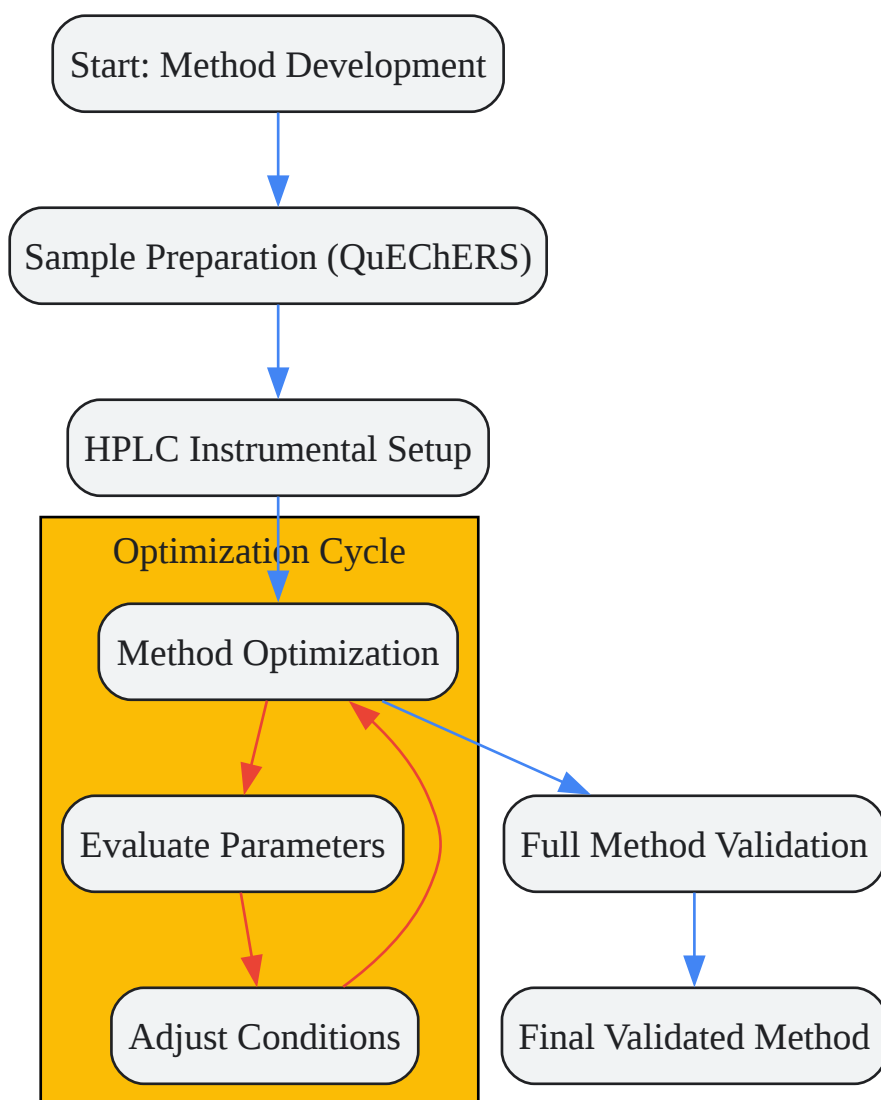 Start: Method Development
Sample Preparation (QuEChERS)
HPLC Instrumental Setup
Optimization Cycle
Method Optimization
Evaluate Parameters
Full Method Validation
Adjust Conditions
Final Validated Method